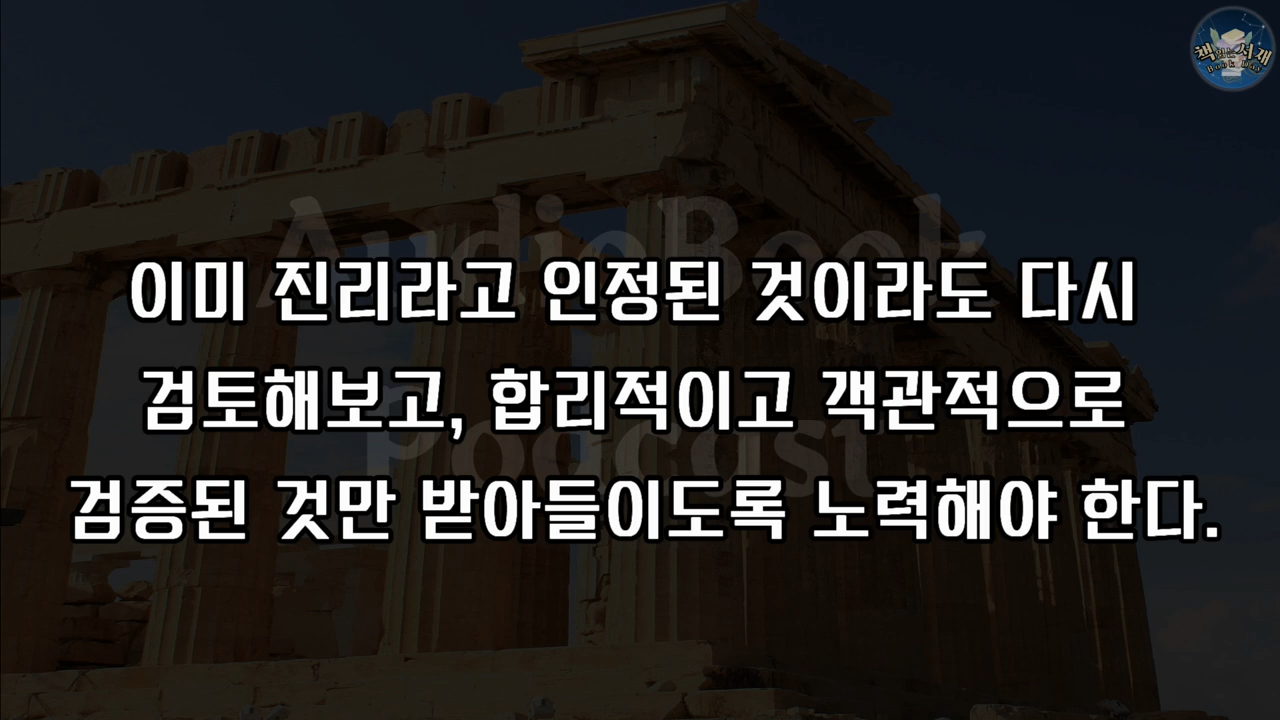 AudioBook
Podcast
이미 진리라고 인정된 것이라도 다시
검토해보고, 합리적이고 객관적으로
검증된 것만 받아들이도록 노력해야 한다.